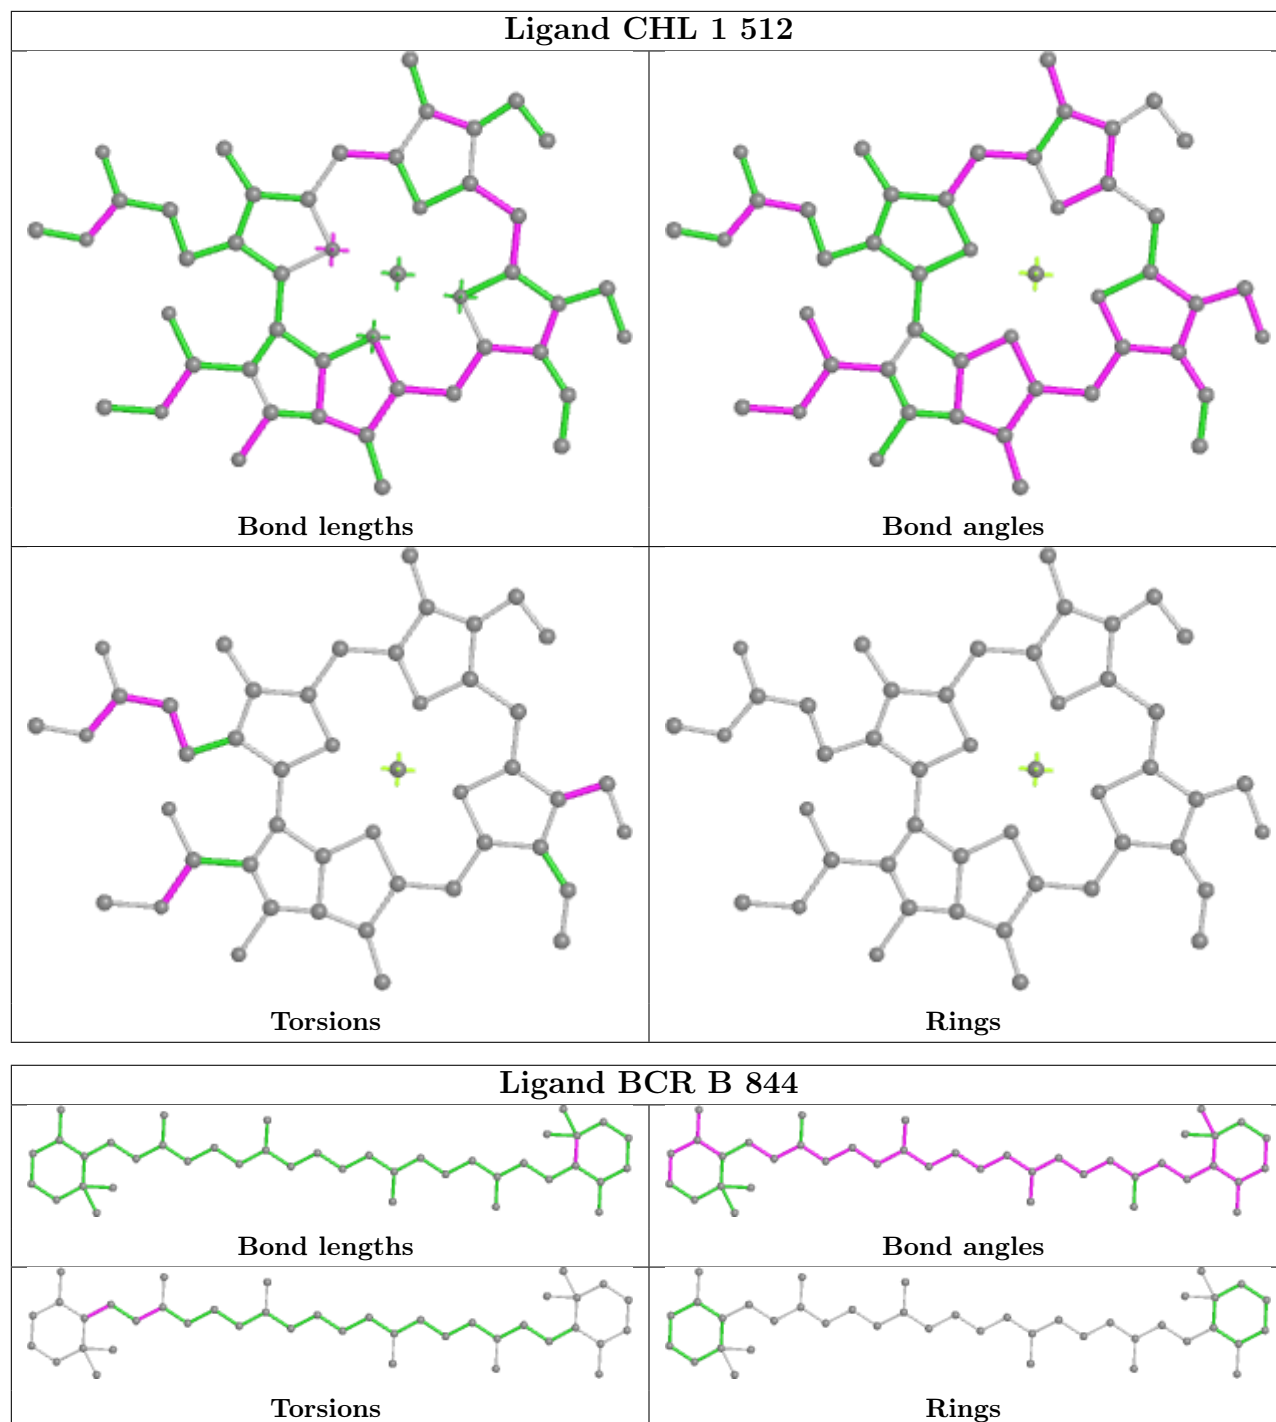 Ligand CHL 1 512
Bond lengths
Bond angles
Torsions
Rings
Ligand BCR B 844
Bond lengths
Bond angles
Torsions
Rings